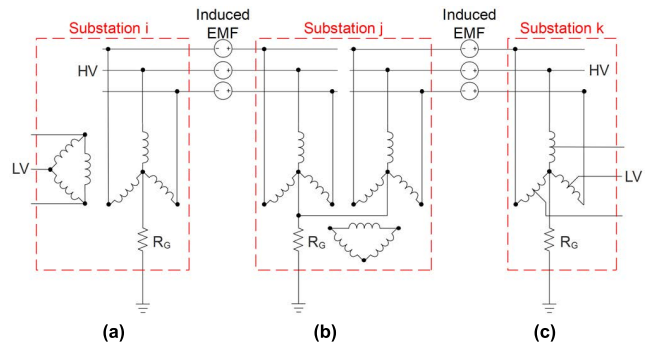 Substation i
Induced
EMF
Substation j
Induced
EMF
Substation k
HV
HV
LV
LV
RG
RG
RG
(a)
(b)
(c)